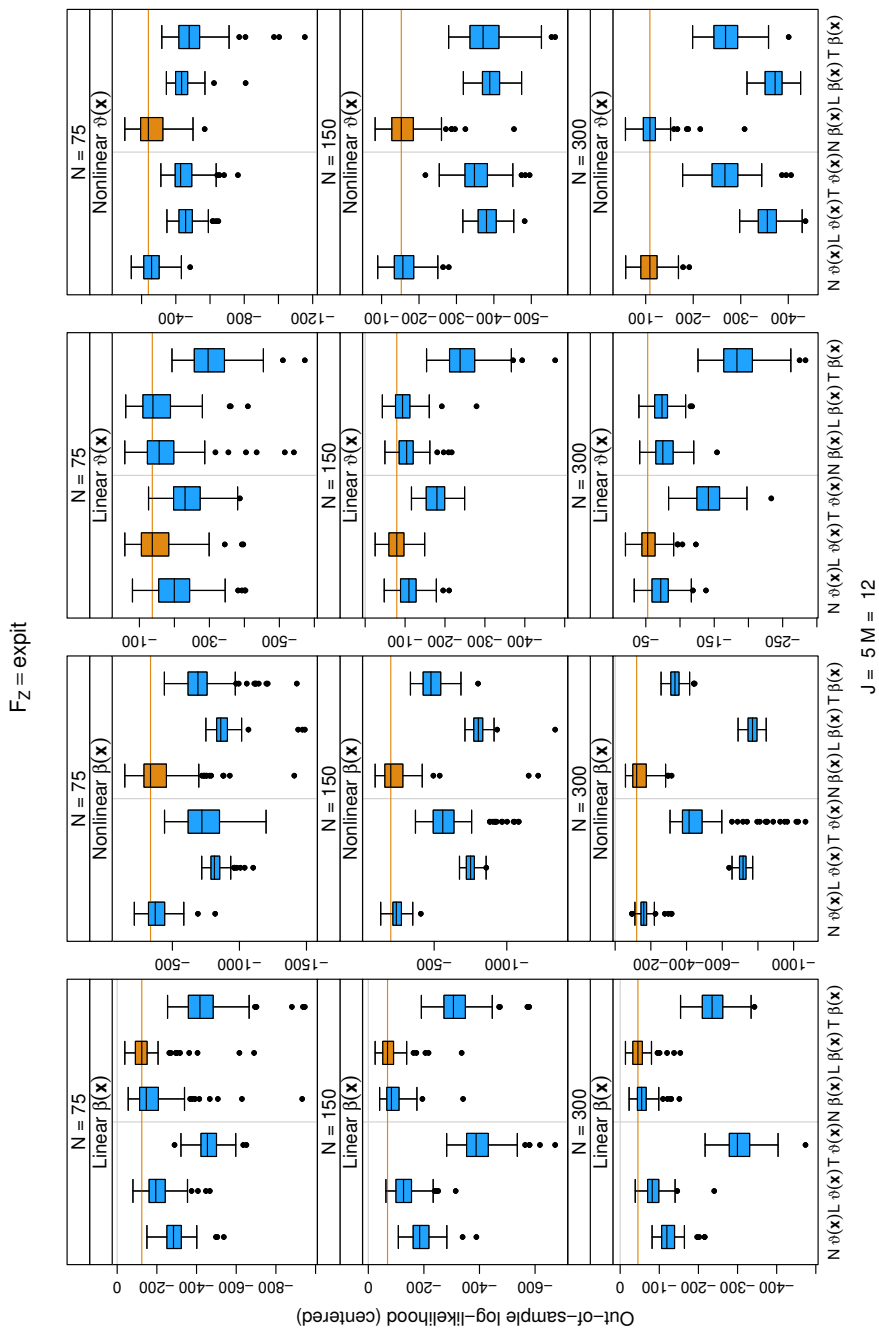 F_Z = expit
N = 75
Linear β(x)
0
−200
−400
−600
−800
N = 75
Nonlinear β(x)
−500
−1000
−1500
N = 75
Linear ϑ(x)
−100
−300
−500
N = 75
Nonlinear ϑ(x)
−400
−800
−1200
N = 150
Linear β(x)
0
−200
−400
−600
N = 150
Nonlinear β(x)
−500
−1000
N = 150
Linear ϑ(x)
−100
−200
−300
−400
N = 150
Nonlinear ϑ(x)
−100
−200
−300
−400
−500
N = 300
Linear β(x)
0
−100
−200
−300
−400
N = 300
Nonlinear β(x)
−200
−400
−600
−1000
N = 300
Linear ϑ(x)
−50
−150
−250
N = 300
Nonlinear ϑ(x)
−100
−200
−300
−400
Out−of−sample log−likelihood (centered)
N ϑ(x) L ϑ(x) T ϑ(x) N β(x) L β(x) T β(x)
N ϑ(x) L ϑ(x) T ϑ(x) N β(x) L β(x) T β(x)
N ϑ(x) L ϑ(x) T ϑ(x) N β(x) L β(x) T β(x)
N ϑ(x) L ϑ(x) T ϑ(x) N β(x) L β(x) T β(x)
J = 5 M = 12